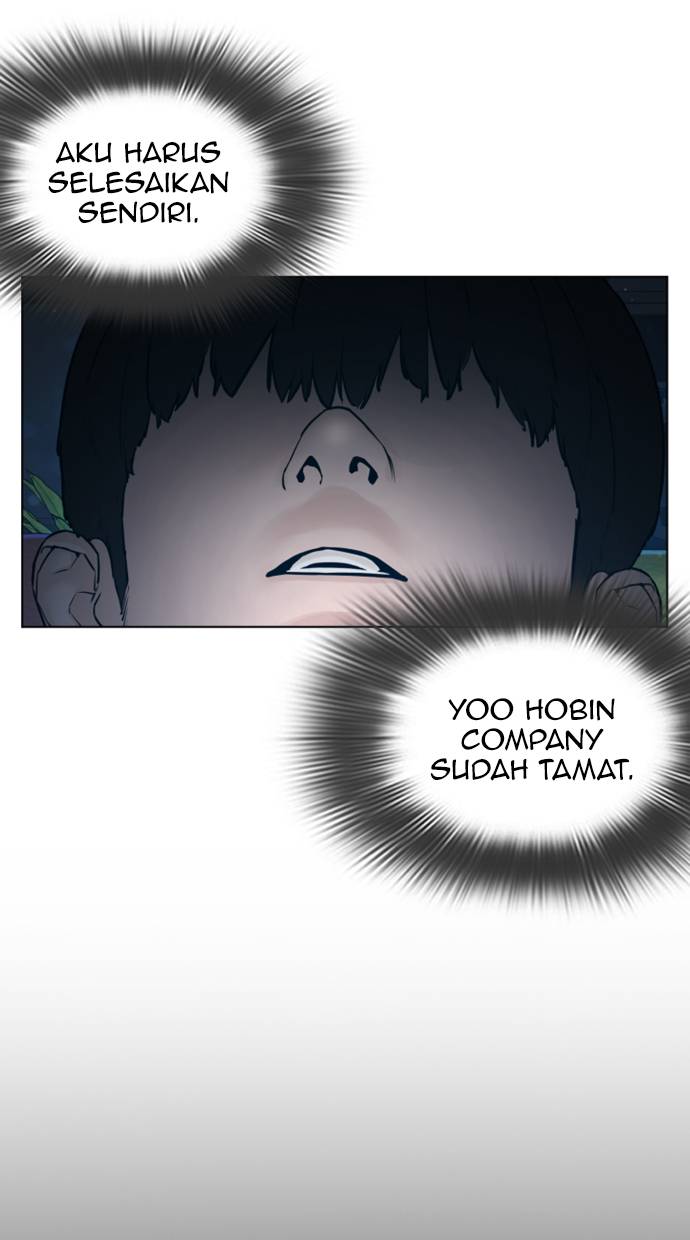 AKU HARUS
SELESAIKAN
SENDIRI.
YOO HOBIN
COMPANY
SUDAH TAMAT.